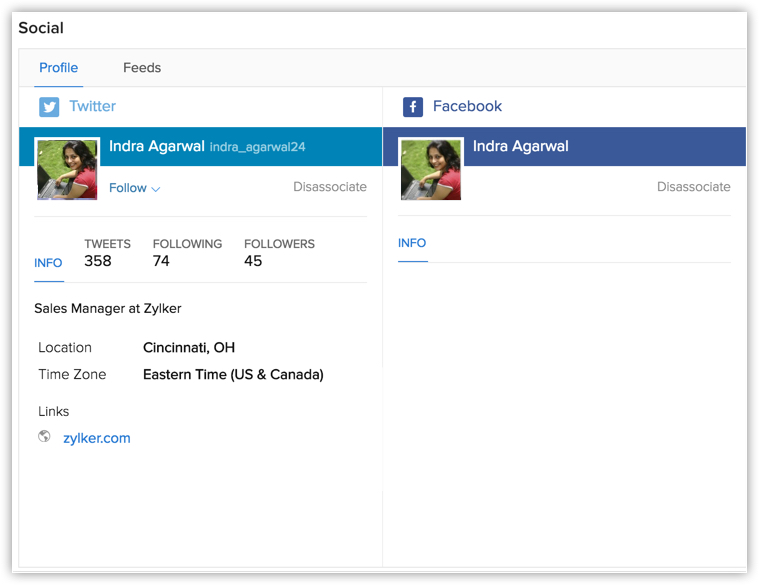 Social
Profile Feeds
Twitter
Indra Agarwal indra_agarwal24
Follow Disassociate
INFO
TWEETS FOLLOWING FOLLOWERS
358 74 45
Sales Manager at Zylker
Location Cincinnati, OH
Time Zone Eastern Time (US & Canada)
Links
zylker.com
Facebook
Indra Agarwal
Disassociate
INFO